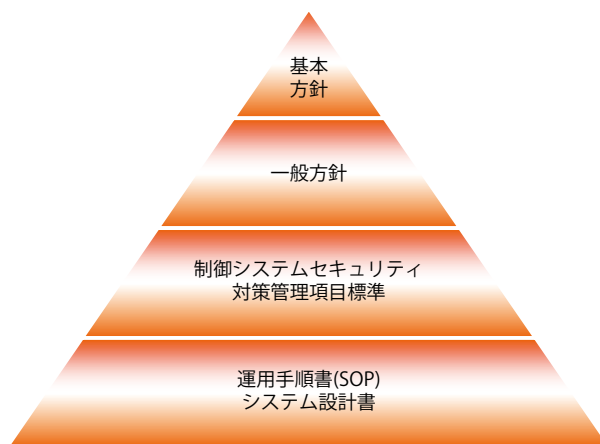 基本
方針
一般方針
制御システムセキュリティ
対策管理項目標準
運用手順書(SOP)
システム設計書